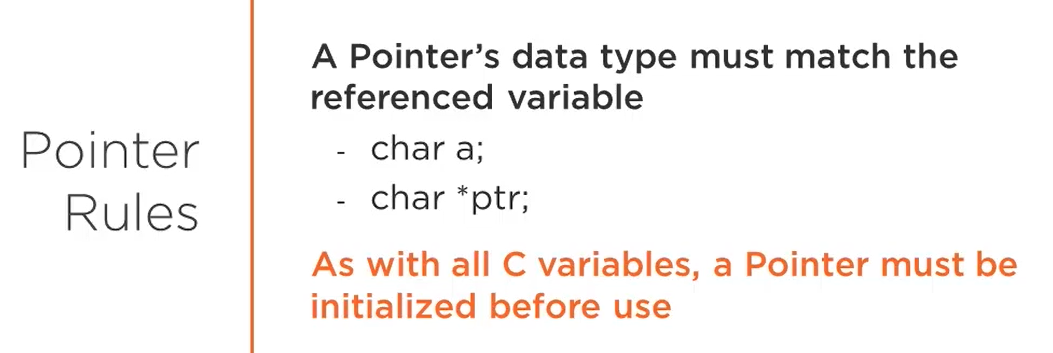 Pointer
Rules
A Pointer’s data type must match the
referenced variable
- char a;
- char *ptr;
As with all C variables, a Pointer must be
initialized before use